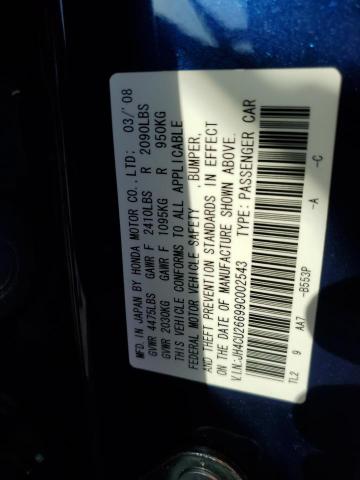 MFD. IN JAPAN BY HONDA MOTOR CO., LTD: 03/'08
GVWR 4475LBS GAWR F 2410LBS R 2090LBS
GVWR 2030KG GAWR F 1095KG R 950KG
THIS VEHICLE CONFORMS TO ALL APPLICABLE
FEDERAL MOTOR VEHICLE SAFETY , BUMPER,
AND THEFT PREVENTION STANDARDS IN EFFECT
ON THE DATE OF MANUFACTURE SHOWN ABOVE.
V.I.N.:JH4CU26699C002543 TYPE: PASSENGER CAR
TL2 9 AA7 -B553P -A -C